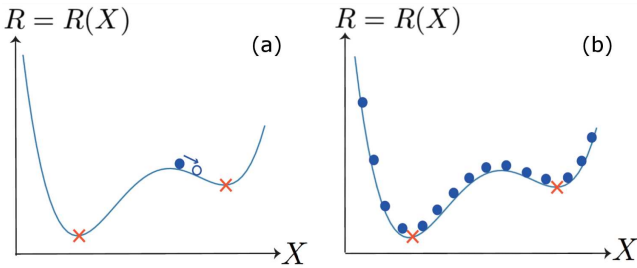 R = R(X)
(a)
X
R = R(X)
(b)
X